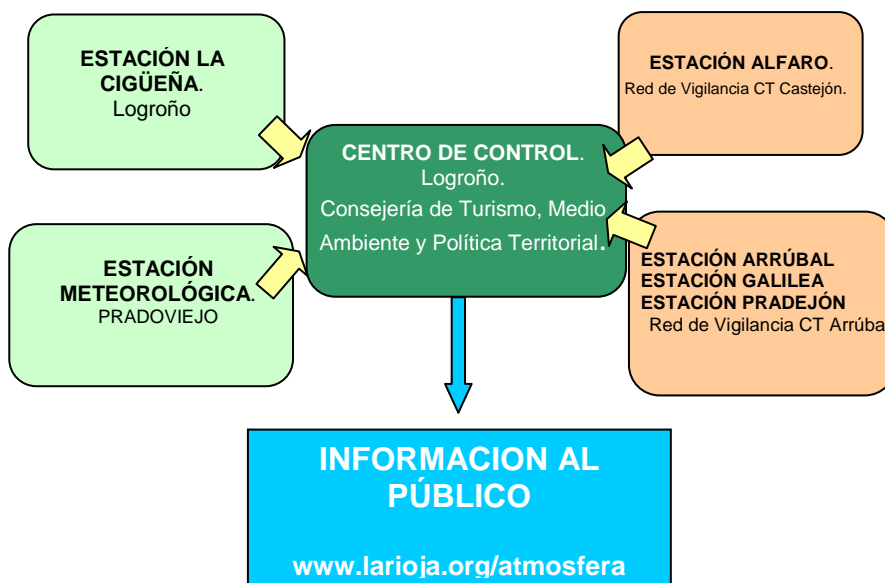 ESTACIÓN LA
CIGÜEÑA.
Logroño
ESTACIÓN ALFARO.
Red de Vigilancia CT Castejón.
CENTRO DE CONTROL.
Logroño.
Consejería de Turismo, Medio
Ambiente y Política Territorial.
ESTACIÓN
METEOROLÓGICA.
PRADOVIEJO
ESTACIÓN ARRÚBAL
ESTACIÓN GALILEA
ESTACIÓN PRADEJÓN
Red de Vigilancia CT Arrúba
INFORMACION AL
PÚBLICO
www.larioja.org/atmosfera